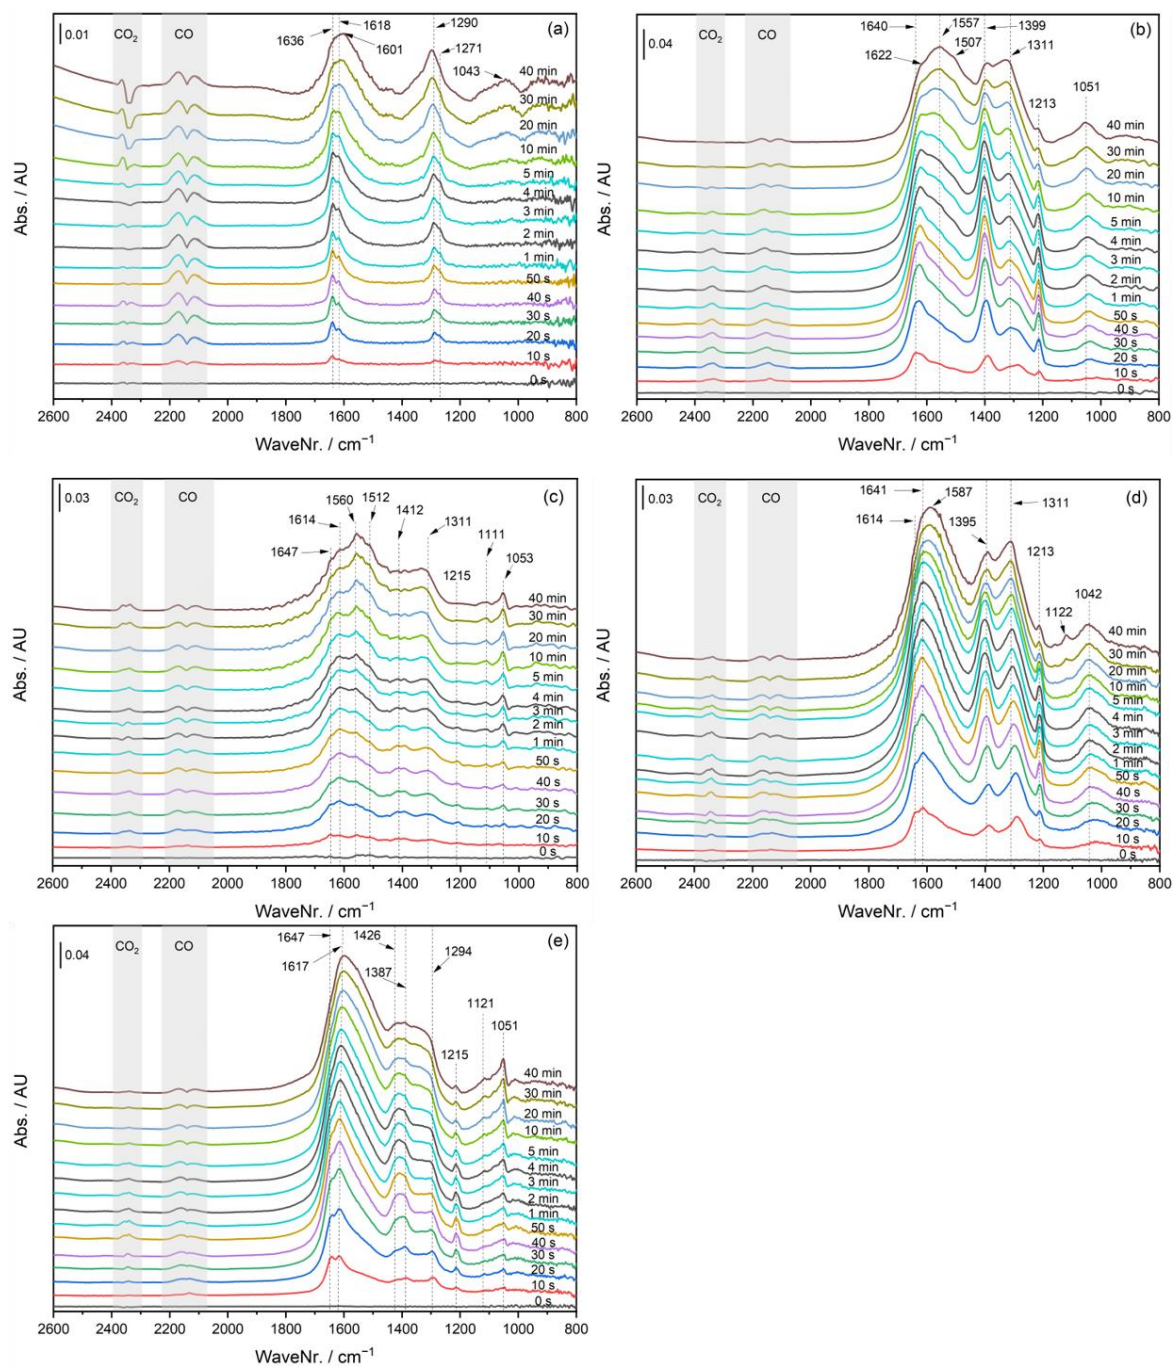 0.01 CO₂ CO 1618 1290 (a)
1636 1601 1271
1043
40 min
30 min
20 min
10 min
5 min
4 min
3 min
2 min
1 min
50 s
40 s
30 s
20 s
10 s
0 s
Abs. / AU
2600 2400 2200 2000 1800 1600 1400 1200 1000 800
WaveNr. / cm⁻¹
0.04 CO₂ CO 1640 1557 1399 (b)
1622 1507 1311
1213 1051
40 min
30 min
20 min
10 min
5 min
4 min
3 min
2 min
1 min
50 s
40 s
30 s
20 s
10 s
0 s
Abs. / AU
2600 2400 2200 2000 1800 1600 1400 1200 1000 800
WaveNr. / cm⁻¹
0.03 CO₂ CO 1560 1512 (c)
1614 1412
1647 1311 1111
1215 1053
40 min
30 min
20 min
10 min
5 min
4 min
3 min
2 min
1 min
50 s
40 s
30 s
20 s
10 s
0 s
Abs. / AU
2600 2400 2200 2000 1800 1600 1400 1200 1000 800
WaveNr. / cm⁻¹
0.03 CO₂ CO 1641 1587 1311 (d)
1614 1395
1213
1122 1042
40 min
30 min
20 min
10 min
5 min
4 min
3 min
2 min
1 min
50 s
40 s
30 s
20 s
10 s
0 s
Abs. / AU
2600 2400 2200 2000 1800 1600 1400 1200 1000 800
WaveNr. / cm⁻¹
0.04 CO₂ CO 1647 1426 1294 (e)
1617 1387
1121
1215 1051
40 min
30 min
20 min
10 min
5 min
4 min
3 min
2 min
1 min
50 s
40 s
30 s
20 s
10 s
0 s
Abs. / AU
2600 2400 2200 2000 1800 1600 1400 1200 1000 800
WaveNr. / cm⁻¹